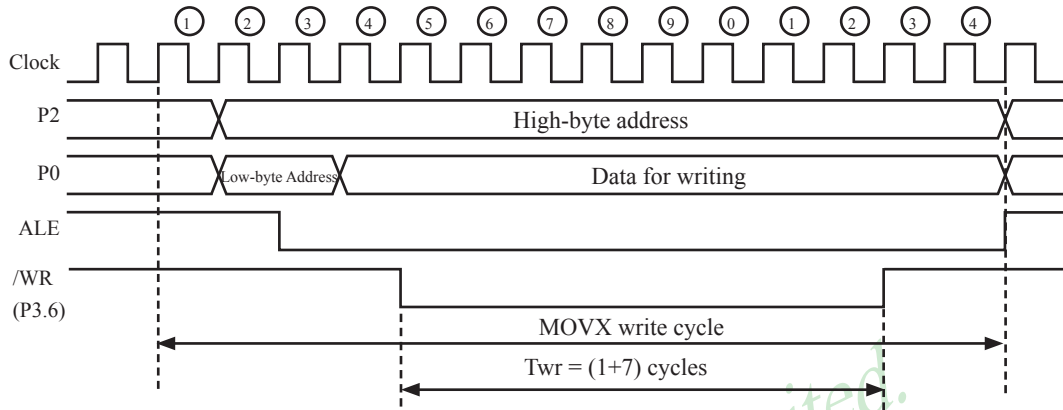 1 2 3 4 5 6 7 8 9 0 1 2 3 4
Clock
P2 High-byte address
P0 Low-byte Address Data for writing
ALE
/WR
(P3.6)
MOVX write cycle
Twr = (1+7) cycles